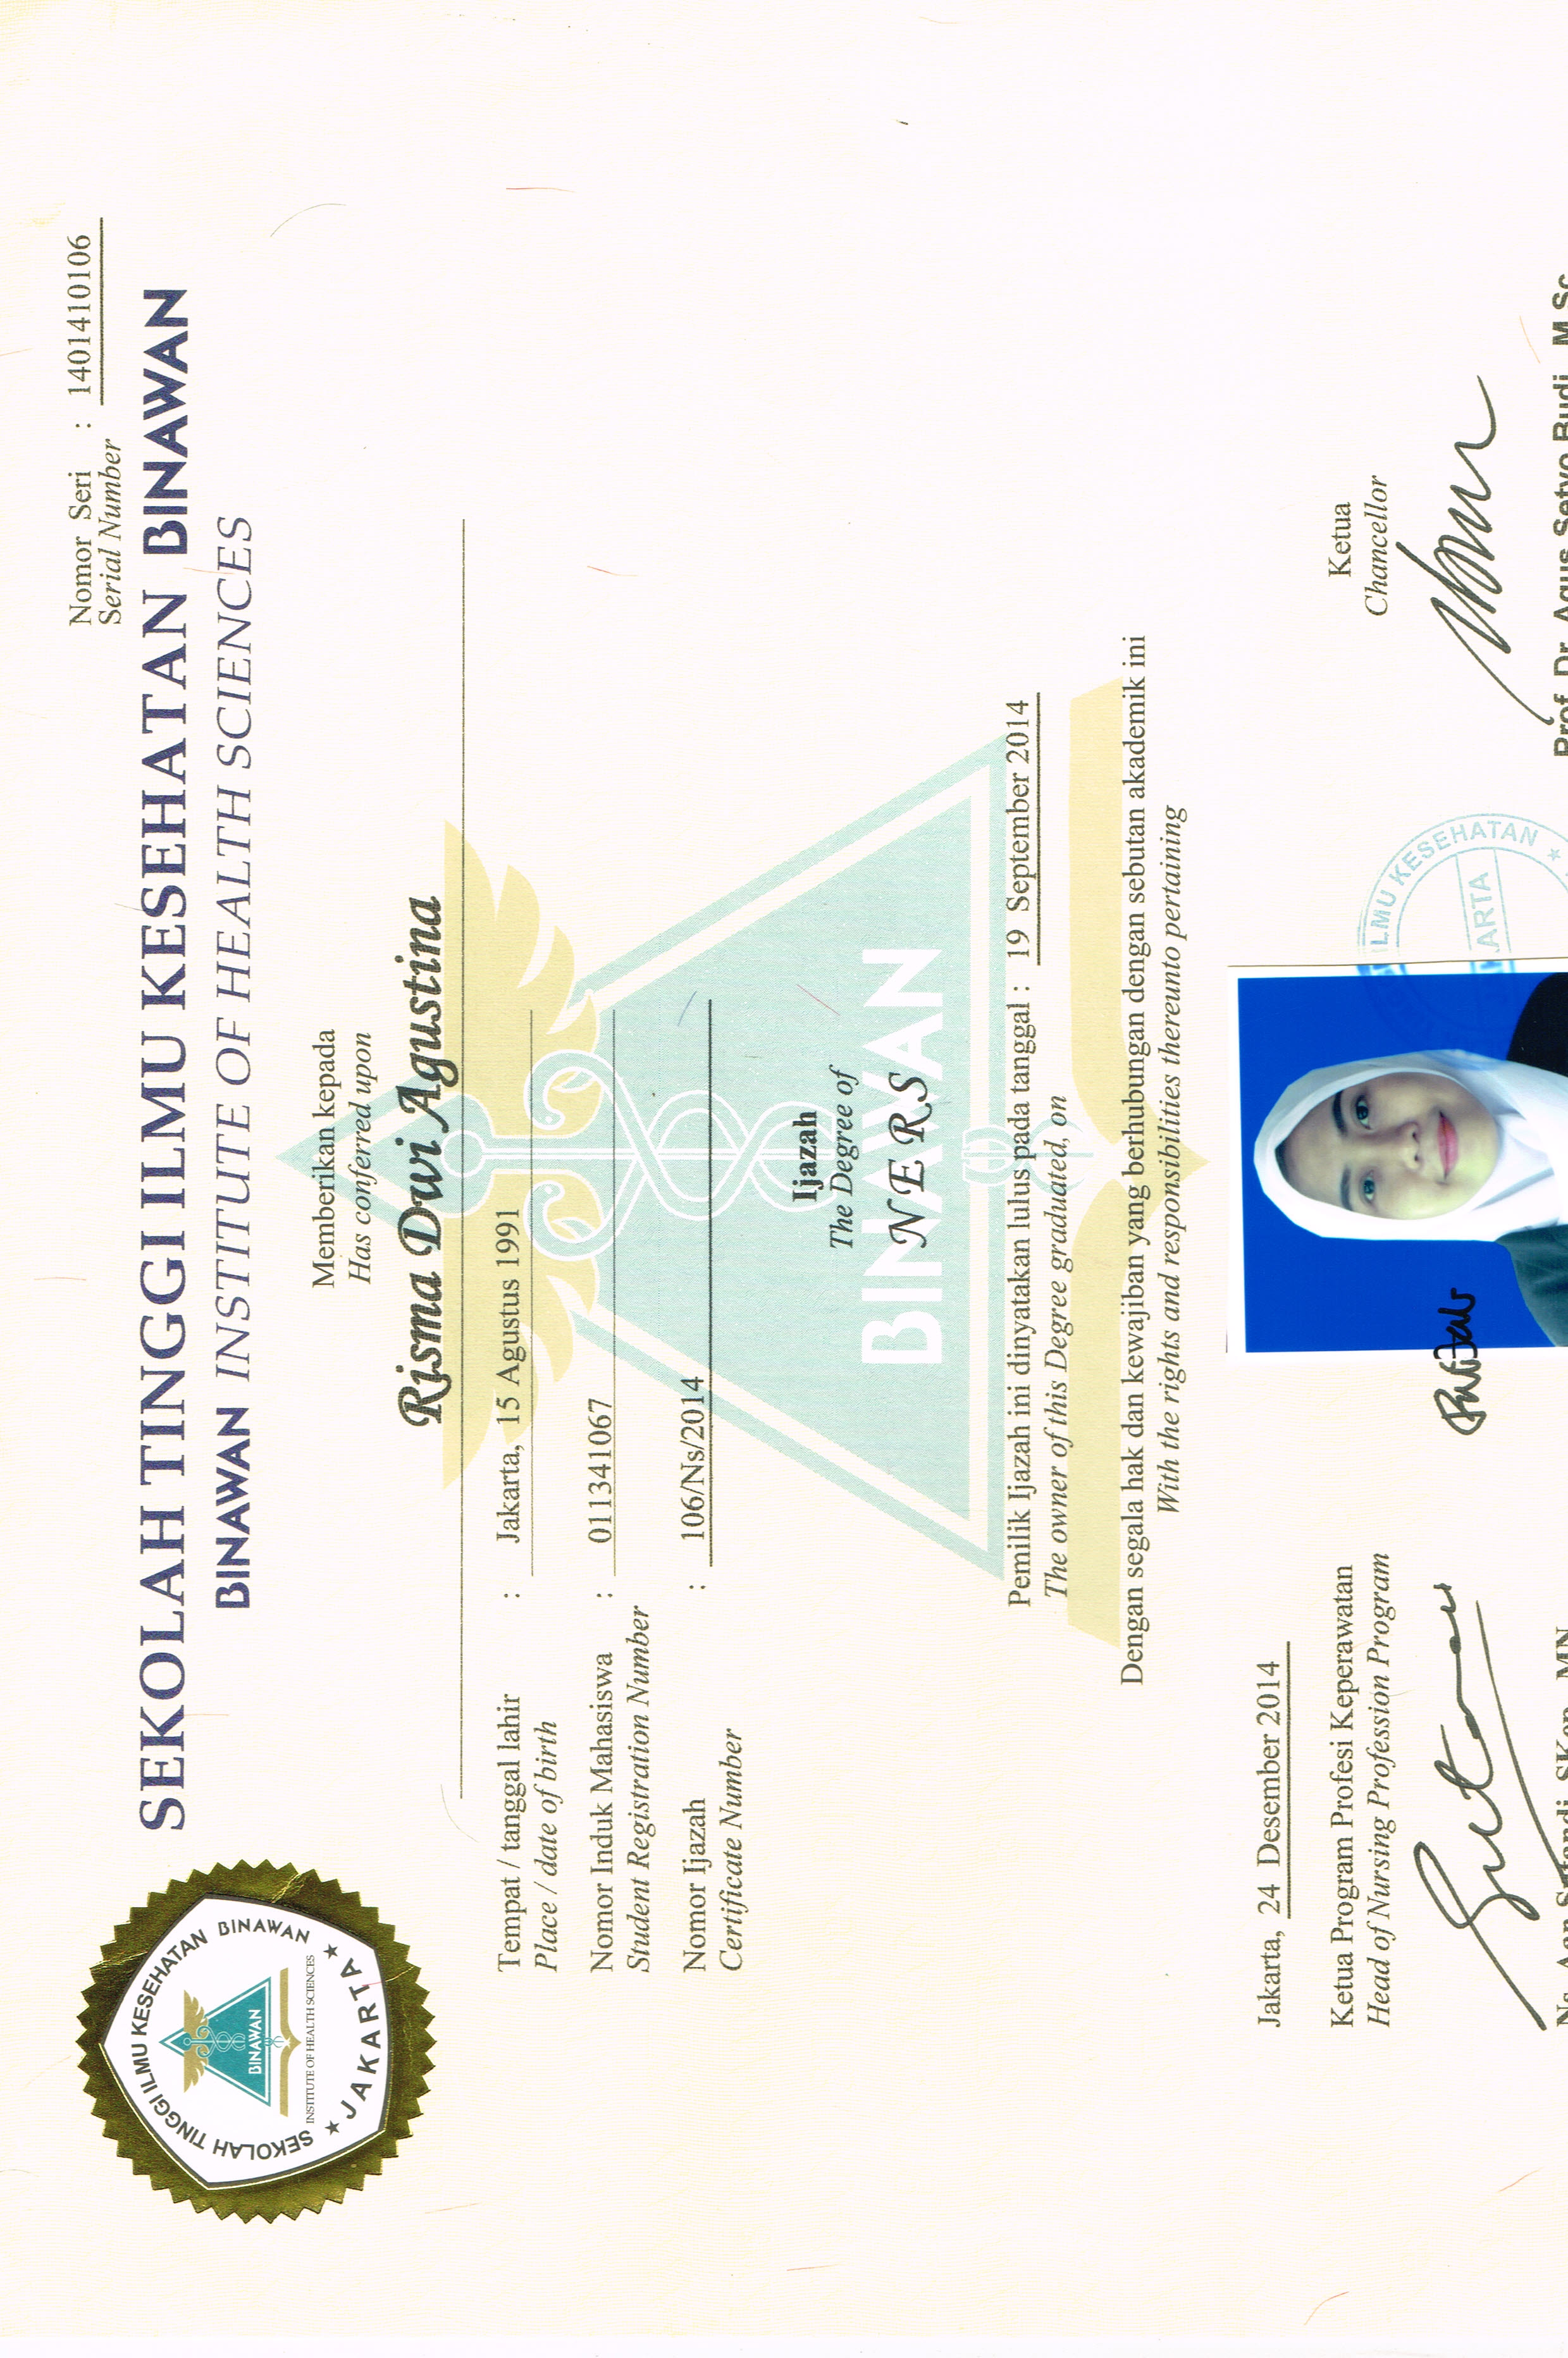 Nomor Seri : 1401410106
Serial Number
SEKOLAH TINGGI ILMU KESEHATAN BINAWAN
BINAWAN INSTITUTE OF HEALTH SCIENCES
SEKOLAH TINGGI ILMU KESEHATAN BINAWAN
BINAWAN
INSTITUTE OF HEALTH SCIENCES
★ JAKARTA ★
Memberikan kepada
Has conferred upon
Risma Dwi Agustina
Tempat / tanggal lahir : Jakarta, 15 Agustus 1991
Place / date of birth
Nomor Induk Mahasiswa : 011341067
Student Registration Number
Nomor Ijazah : 106/Ns/2014
Certificate Number
Ijazah
The Degree of
NERS
BINAWAN
Pemilik Ijazah ini dinyatakan lulus pada tanggal : 19 September 2014
The owner of this Degree graduated, on
Dengan segala hak dan kewajiban yang berhubungan dengan sebutan akademik ini
With the rights and responsibilities thereunto pertaining
Jakarta, 24 Desember 2014
Ketua Program Profesi Keperawatan
Head of Nursing Profession Program
Ketua
Chancellor
ILMU KESEHATAN ★
KARTA
Ns. Aan Sutandi, SKep, MN
Prof. Dr. Agus Setyo Budi, M.Sc